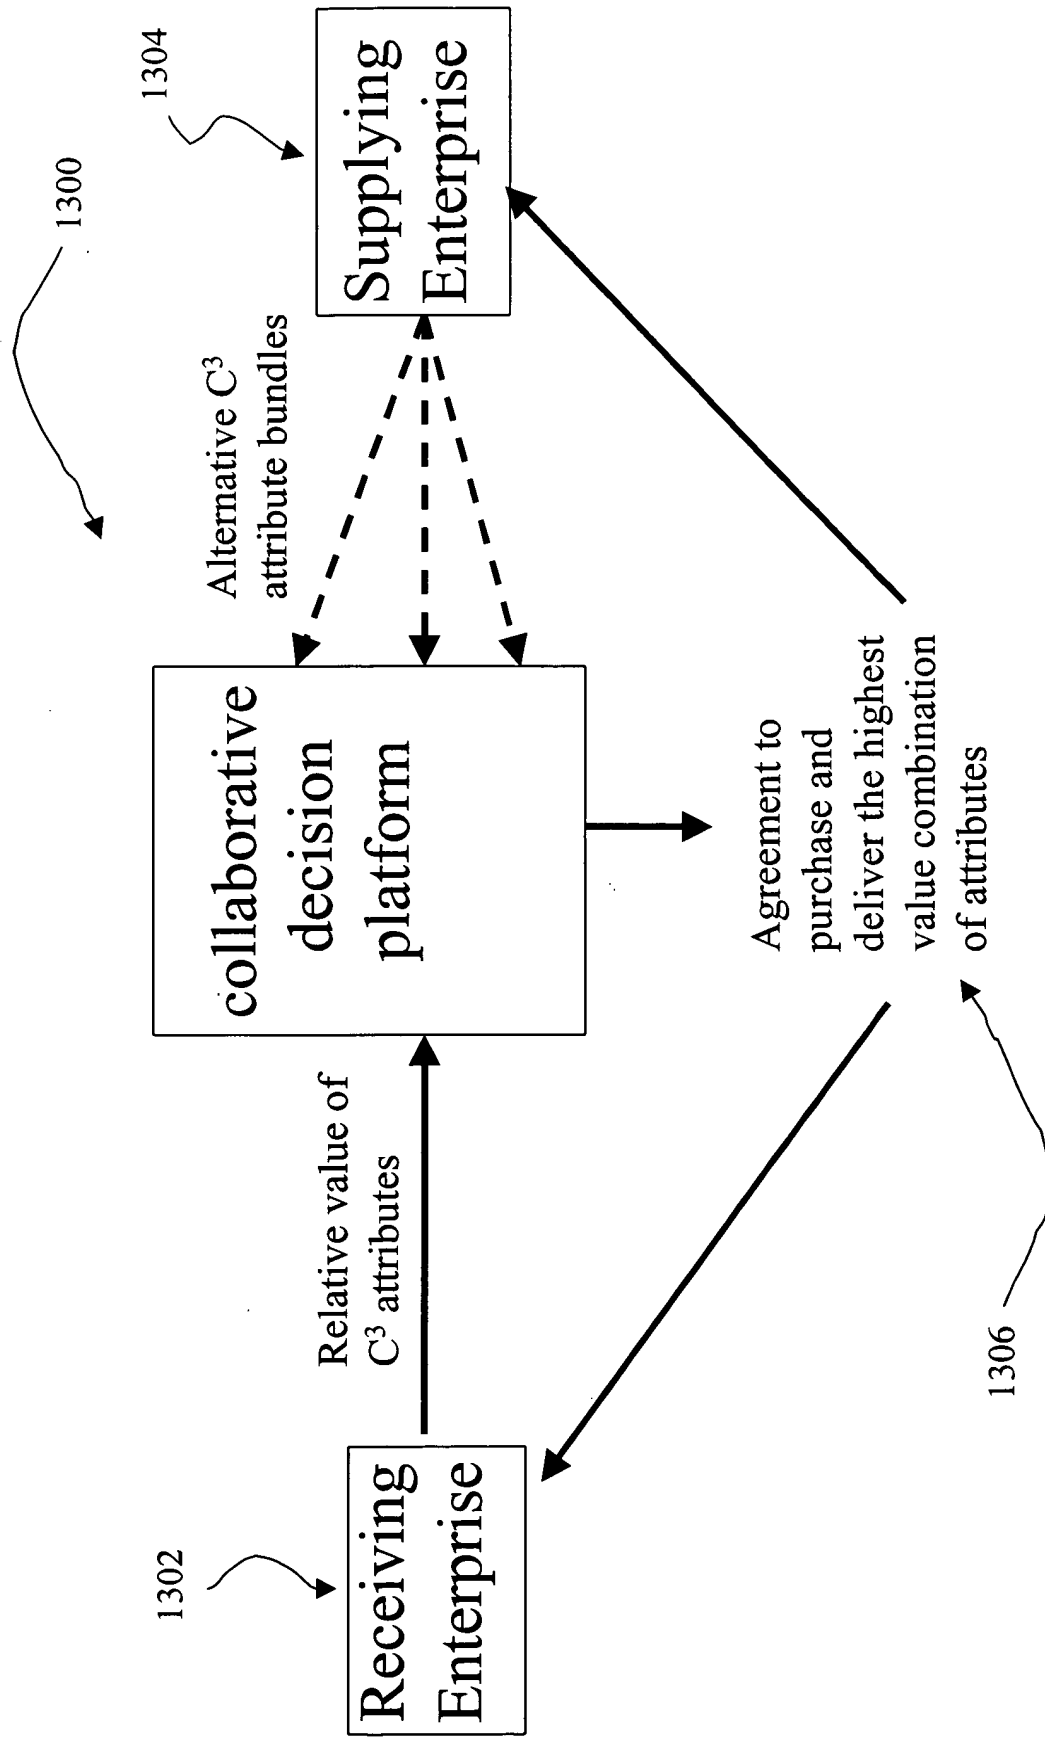 1300
1302
Receiving
Enterprise
Relative value of
C³ attributes
collaborative
decision
platform
Alternative C³
attribute bundles
1304
Supplying
Enterprise
Agreement to
purchase and
deliver the highest
value combination
of attributes
1306